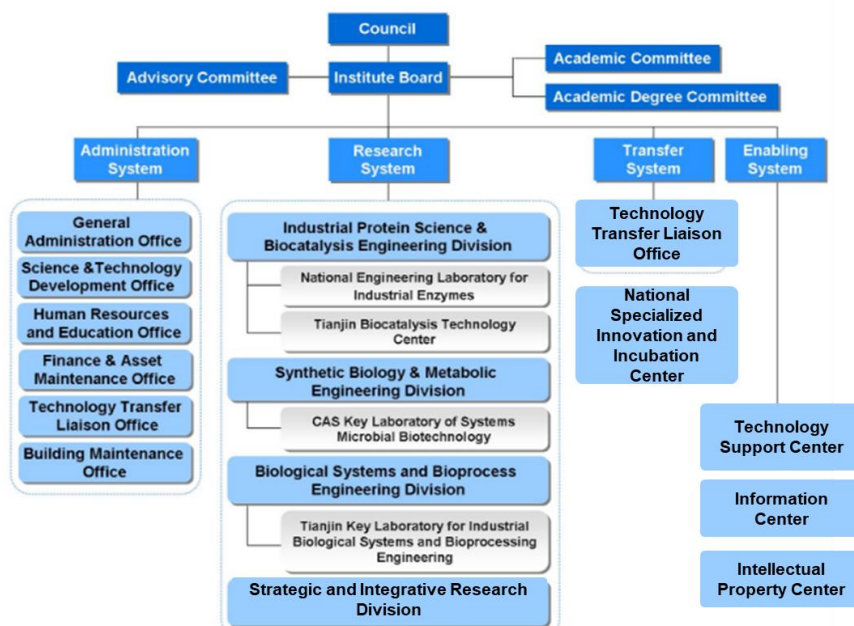 Council
Advisory Committee
Institute Board
Academic Committee
Academic Degree Committee
Administration
System
Research
System
Transfer
System
Enabling
System
General
Administration Office
Science &Technology
Development Office
Human Resources
and Education Office
Finance & Asset
Maintenance Office
Technology Transfer
Liaison Office
Building Maintenance
Office
Industrial Protein Science &
Biocatalysis Engineering Division
National Engineering Laboratory for
Industrial Enzymes
Tianjin Biocatalysis Technology
Center
Synthetic Biology & Metabolic
Engineering Division
CAS Key Laboratory of Systems
Microbial Biotechnology
Biological Systems and Bioprocess
Engineering Division
Tianjin Key Laboratory for Industrial
Biological Systems and Bioprocessing
Engineering
Strategic and Integrative Research
Division
Technology
Transfer Liaison
Office
National
Specialized
Innovation and
Incubation
Center
Technology
Support Center
Information
Center
Intellectual
Property Center